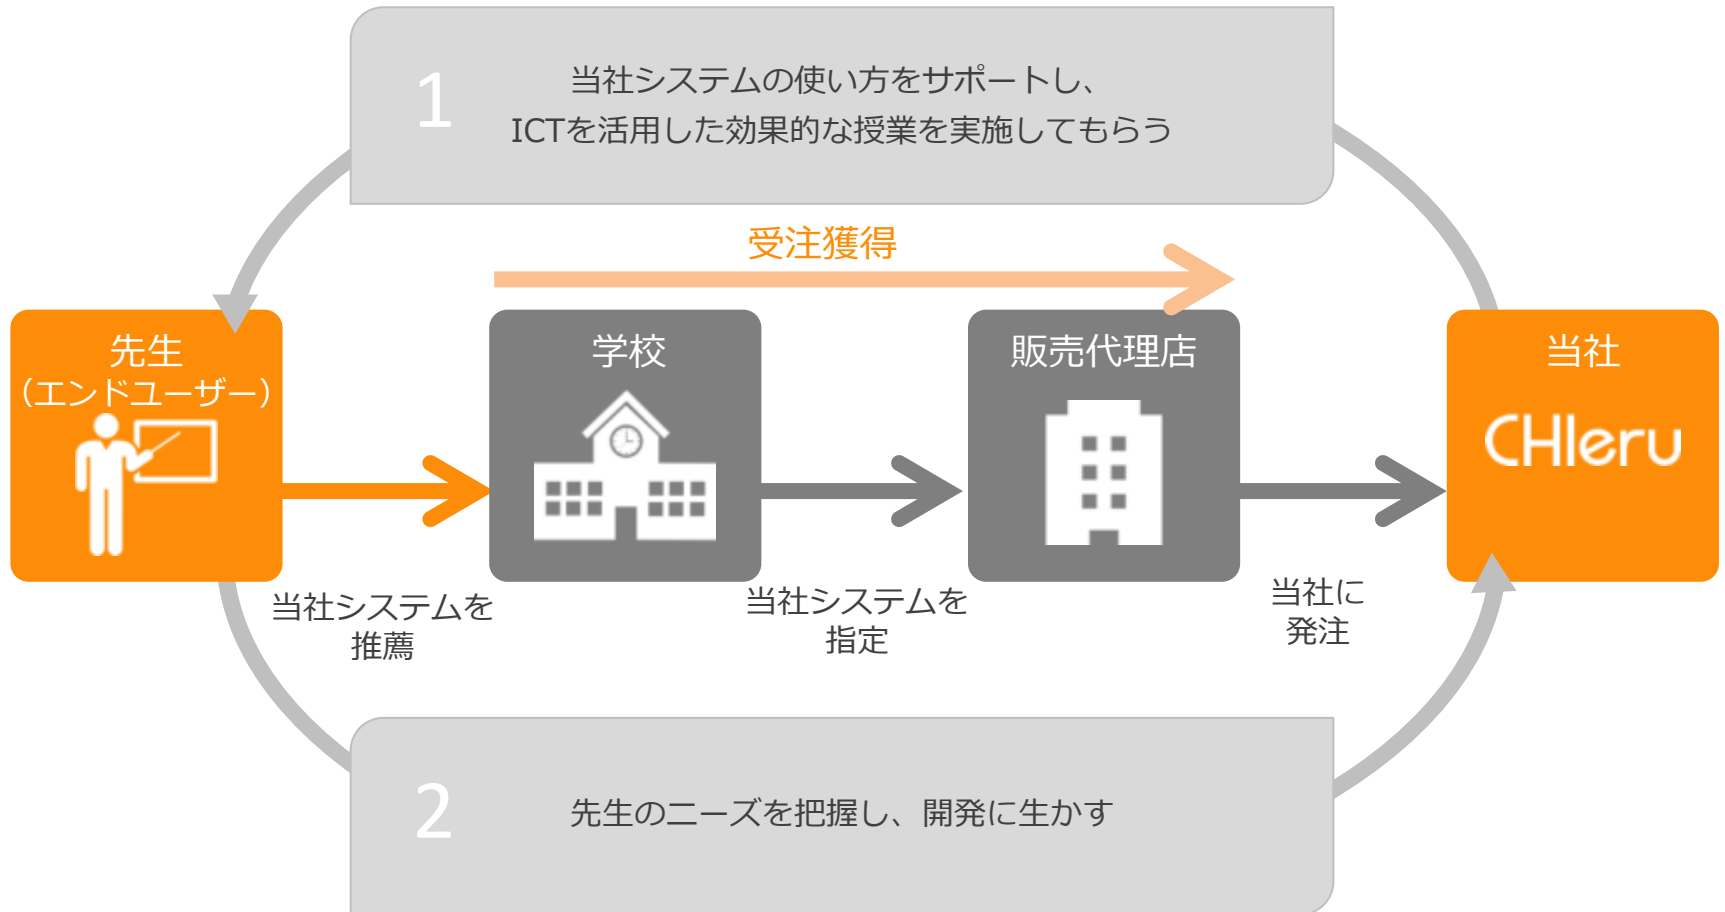 1
当社システムの使い方をサポートし、
ICTを活用した効果的な授業を実施してもらう
受注獲得
先生
（エンドユーザー）
学校
販売代理店
当社
CHIeru
当社システムを
推薦
当社システムを
指定
当社に
発注
2
先生のニーズを把握し、開発に生かす